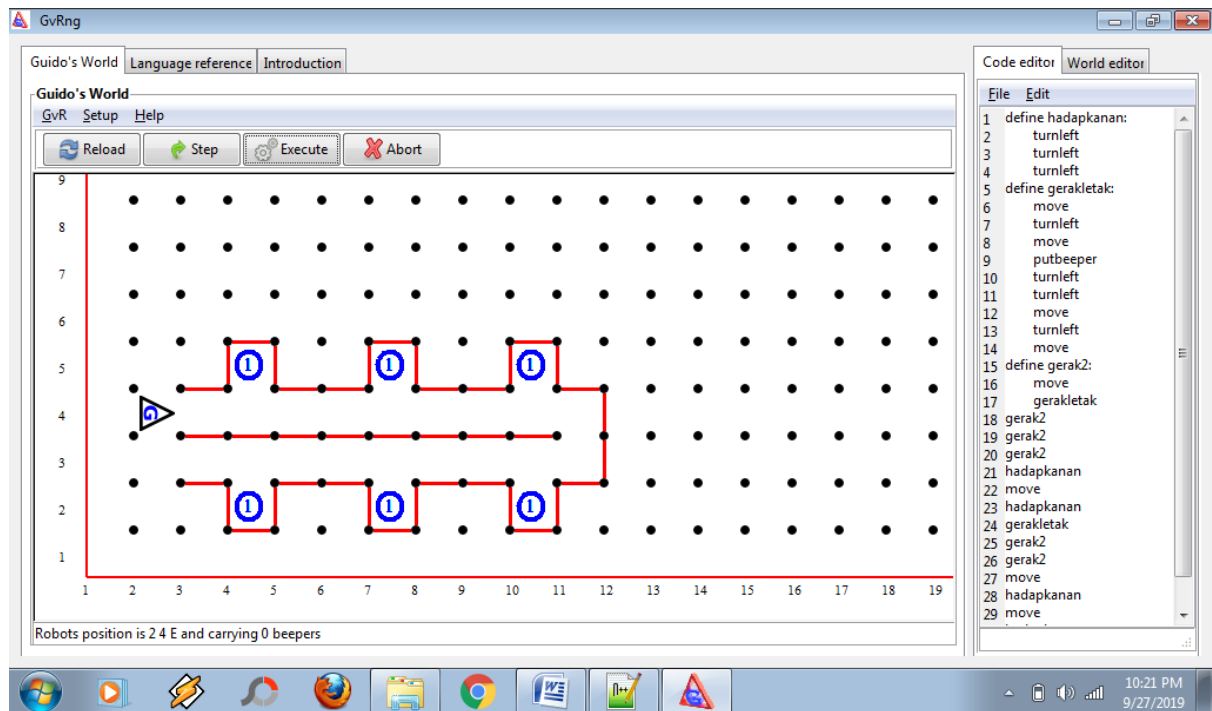 GvRng
Guido's World Language reference Introduction
Guido's World
GvR Setup Help
Reload Step Execute Abort
9
8
7
6
5
4
3
2
1
1 1 1
G
1 1 1
1 2 3 4 5 6 7 8 9 10 11 12 13 14 15 16 17 18 19
Robots position is 2 4 E and carrying 0 beepers
Code editor World editor
File Edit
1 define hadapkanan:
2 turnleft
3 turnleft
4 turnleft
5 define gerakletak:
6 move
7 turnleft
8 move
9 putbeeper
10 turnleft
11 turnleft
12 move
13 turnleft
14 move
15 define gerak2:
16 move
17 gerakletak
18 gerak2
19 gerak2
20 gerak2
21 hadapkanan
22 move
23 hadapkanan
24 gerakletak
25 gerak2
26 gerak2
27 move
28 hadapkanan
29 move
10:21 PM
9/27/2019